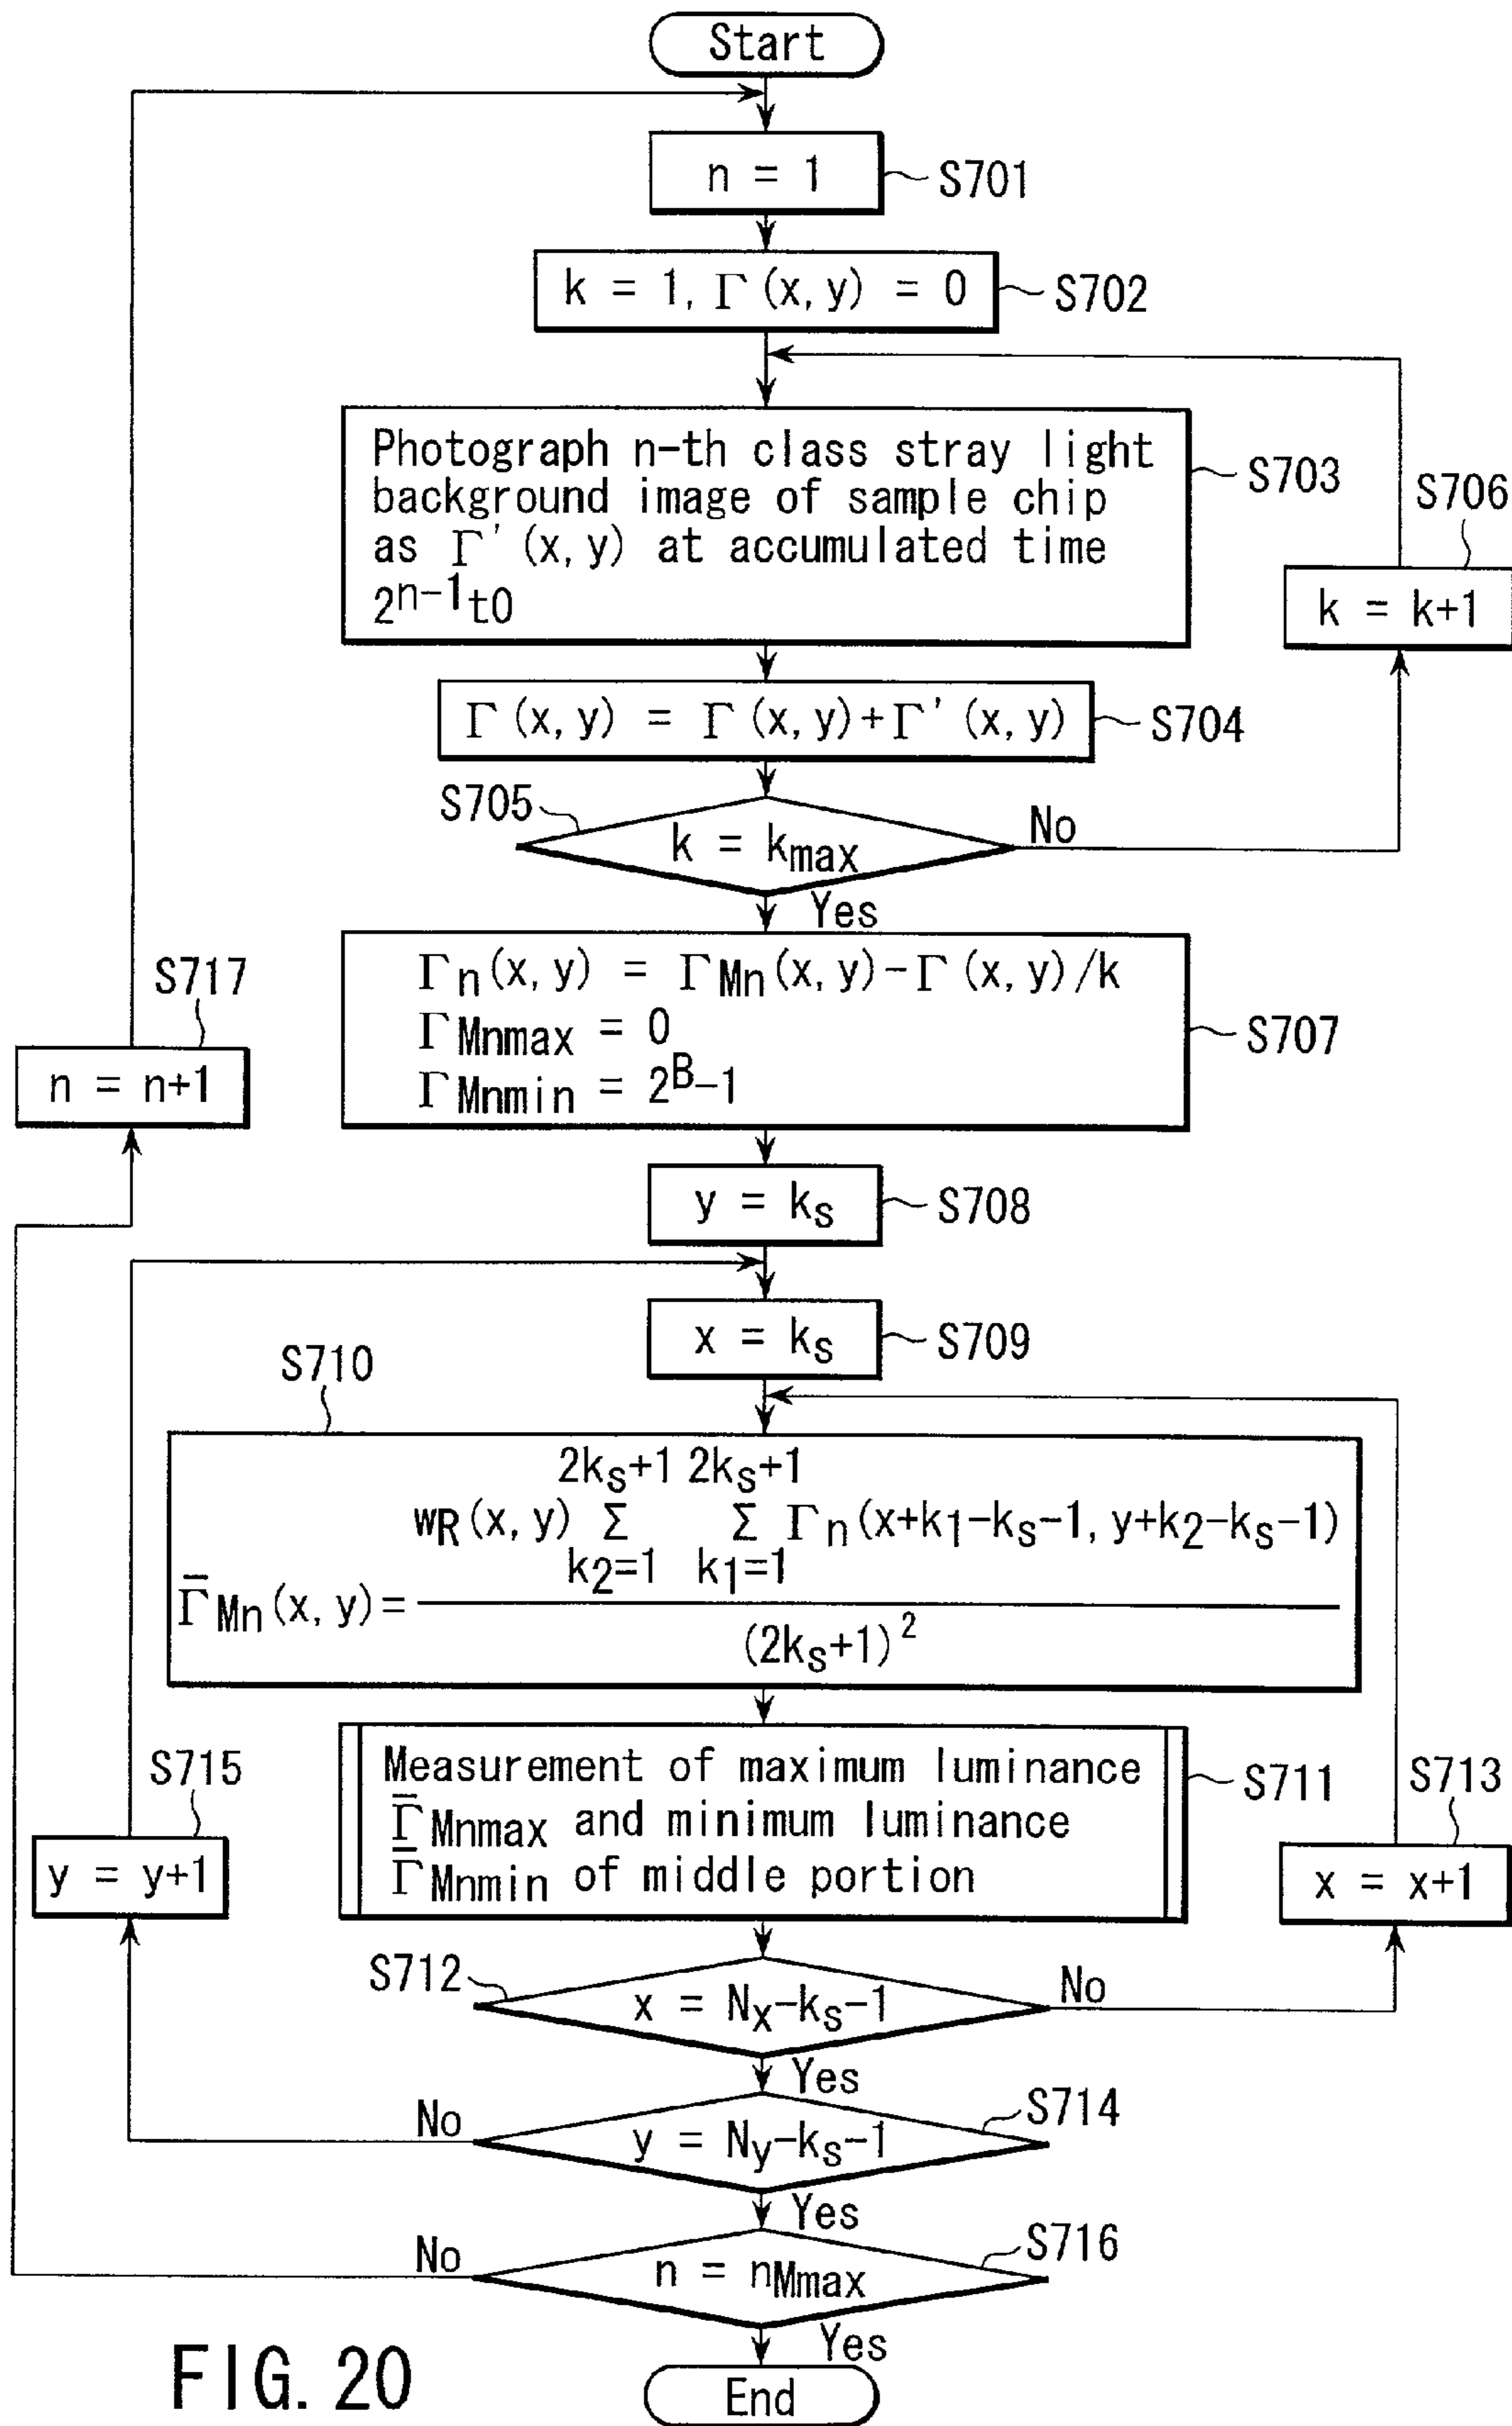 Start
n = 1
S701
k = 1, Γ(x, y) = 0
S702
Photograph n-th class stray light
background image of sample chip
as Γ'(x, y) at accumulated time
2ⁿ⁻¹t0
S703
S706
k = k+1
Γ(x, y) = Γ(x, y)+Γ'(x, y)
S704
S705
k = kmax
No
Yes
Γn(x, y) = ΓMn(x, y)-Γ(x, y)/k
ΓMnmax = 0
ΓMnmin = 2ᴮ-1
S707
S717
n = n+1
y = ks
S708
x = ks
S709
S710
2ks+1 2ks+1
wR(x, y) Σ Σ Γn(x+k1-ks-1, y+k2-ks-1)
k2=1 k1=1
Γ̄Mn(x, y)=
(2ks+1)²
Measurement of maximum luminance
Γ̄Mnmax and minimum luminance
Γ̄Mnmin of middle portion
S711
S713
x = x+1
S715
y = y+1
S712
x = Nx-ks-1
No
Yes
S714
y = Ny-ks-1
No
Yes
S716
n = nMmax
No
Yes
End
FIG. 20